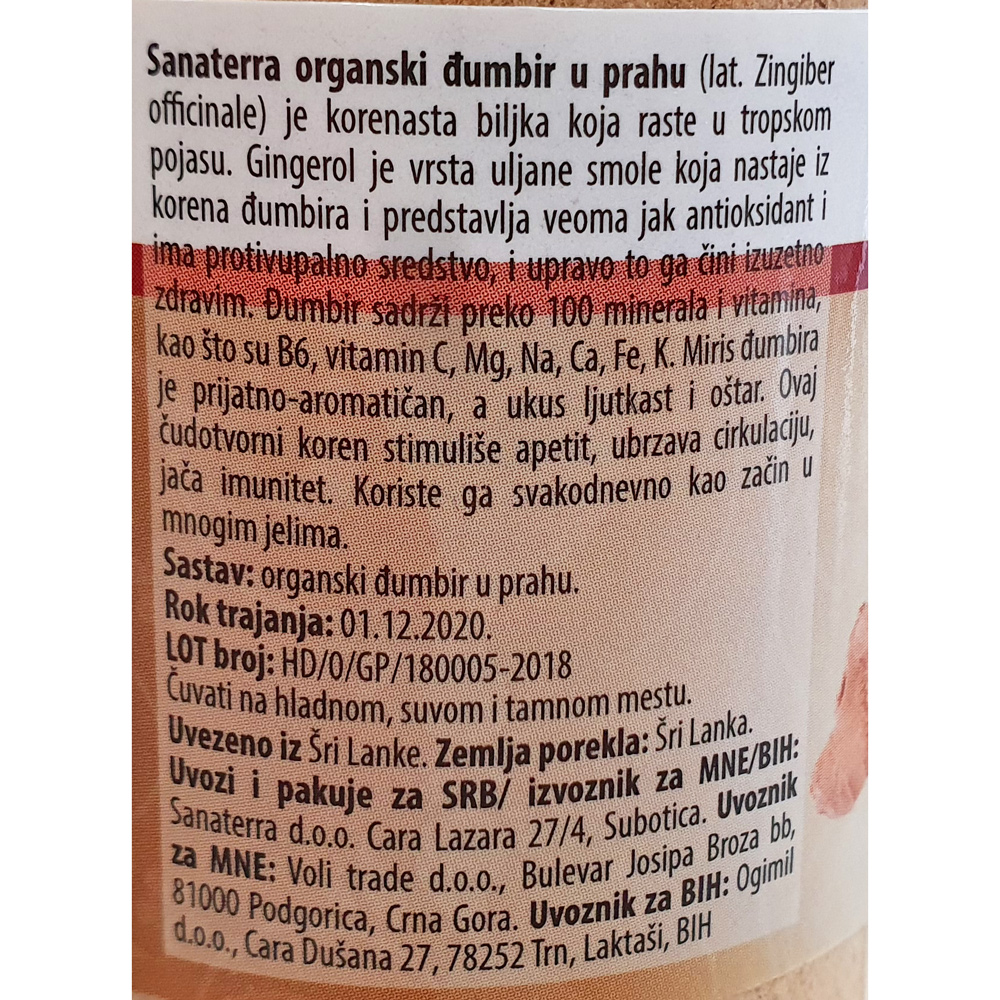 Sanaterra organski đumbir u prahu (lat. Zingiber
officinale) je korenasta biljka koja raste u tropskom
pojasu. Gingerol je vrsta uljane smole koja nastaje iz
korena đumbira i predstavlja veoma jak antioksidant i
ima protivupalno sredstvo, i upravo to ga čini izuzetno
zdravim. Đumbir sadrži preko 100 minerala i vitamina,
kao što su B6, vitamin C, Mg, Na, Ca, Fe, K. Miris đumbira
je prijatno-aromatičan, a ukus ljutkast i oštar. Ovaj
čudotvorni koren stimuliše apetit, ubrzava cirkulaciju,
jača imunitet. Koriste ga svakodnevno kao začin u
mnogim jelima.
Sastav: organski đumbir u prahu.
Rok trajanja: 01.12.2020.
LOT broj: HD/0/GP/180005-2018
Čuvati na hladnom, suvom i tamnom mestu.
Uvezeno iz Šri Lanke. Zemlja porekla: Šri Lanka.
Uvozi i pakuje za SRB/ izvoznik za MNE/BIH:
Sanaterra d.o.o. Cara Lazara 27/4, Subotica. Uvoznik
za MNE: Voli trade d.o.o., Bulevar Josipa Broza bb,
81000 Podgorica, Crna Gora. Uvoznik za BIH: Ogimil
d.o.o., Cara Dušana 27, 78252 Trn, Laktaši, BIH